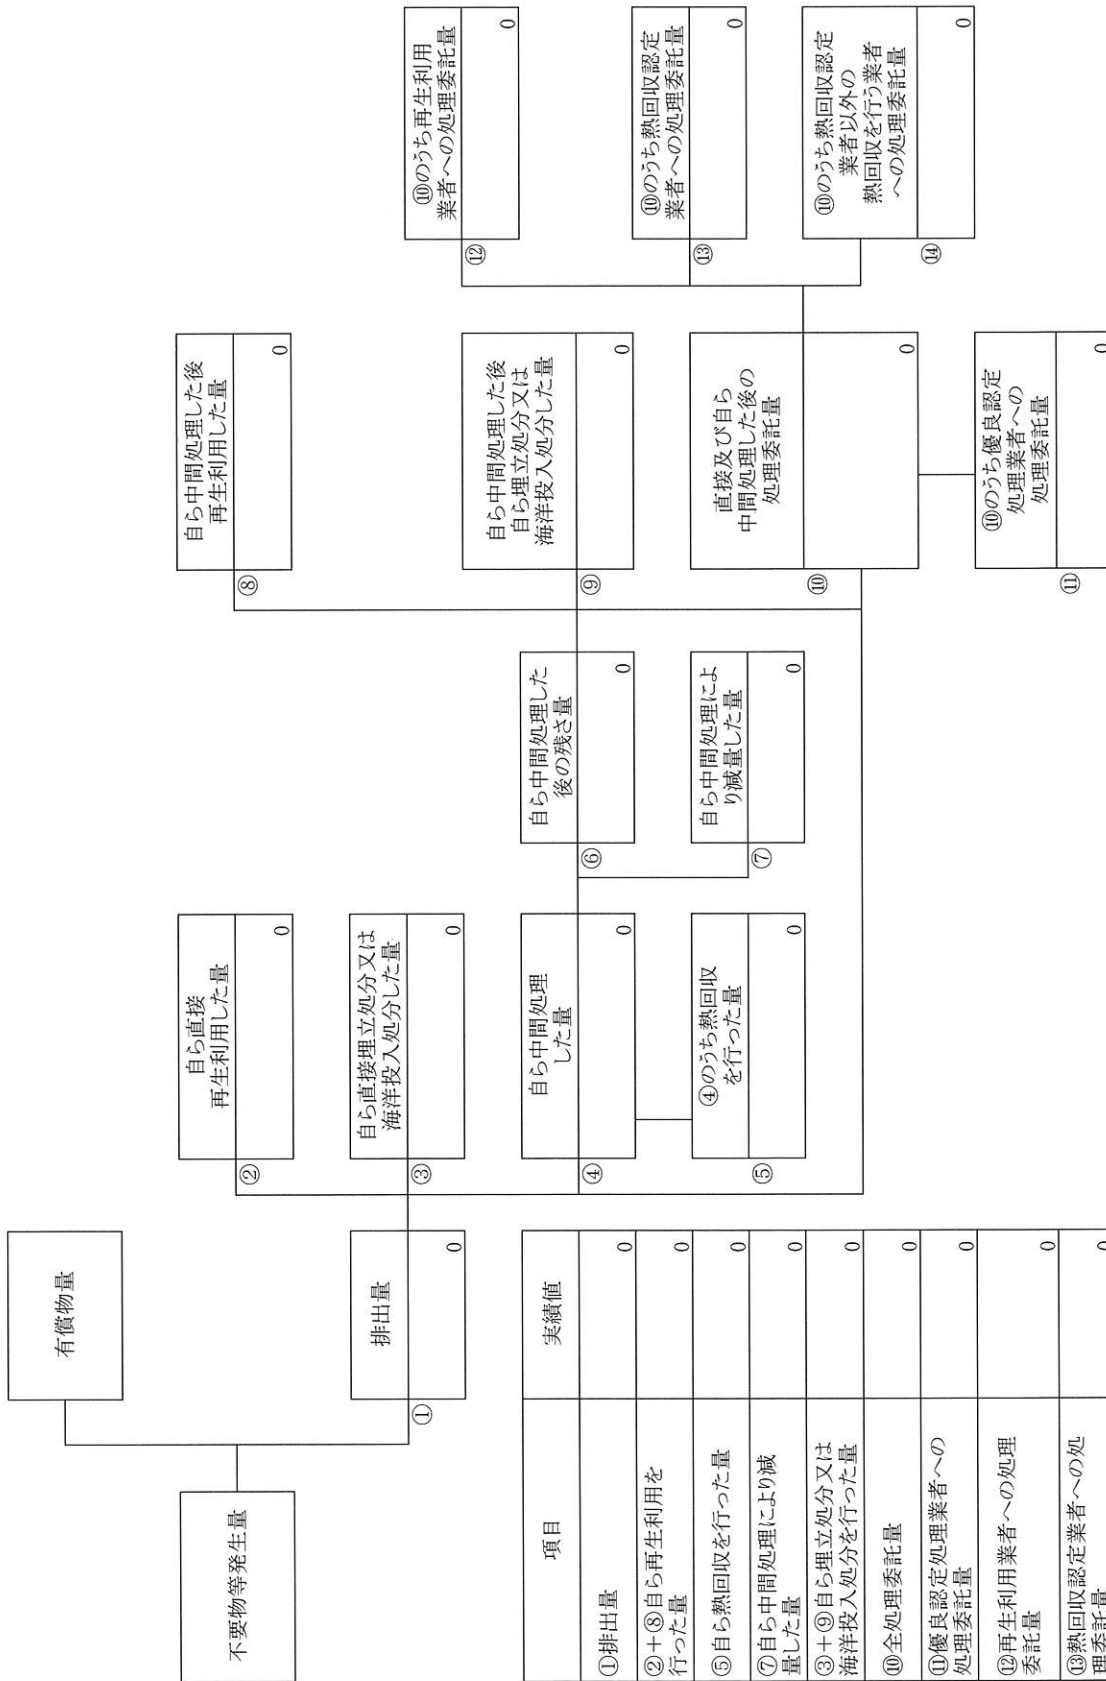 不要物等発生量
有償物量
排出量
①
0
自ら直接
再生利用した量
②
0
自ら直接埋立処分又は
海洋投入処分した量
③
0
自ら中間処理
した量
④
0
④のうち熱回収
を行った量
⑤
0
自ら中間処理した
後の残さ量
⑥
0
自ら中間処理によ
り減量した量
⑦
0
自ら中間処理した後
再生利用した量
⑧
0
自ら中間処理した後
自ら埋立処分又は
海洋投入処分した量
⑨
0
直接及び自ら
中間処理した後の
処理委託量
⑩
0
⑩のうち優良認定
処理業者への
処理委託量
⑪
0
⑩のうち再生利用
業者への処理委託量
⑫
0
⑩のうち熱回収認定
業者への処理委託量
⑬
0
⑩のうち熱回収認定
業者以外の
熱回収を行う業者
への処理委託量
⑭
0
項目 実績値
①排出量 0
②+⑧自ら再生利用を
行った量 0
⑤自ら熱回収を行った量 0
⑦自ら中間処理により減
量した量 0
③+⑨自ら埋立処分又は
海洋投入処分を行った量 0
⑩全処理委託量 0
⑪優良認定処理業者への
処理委託量 0
⑫再生利用業者への処理
委託量 0
⑬熱回収認定業者への処
理委託量 0